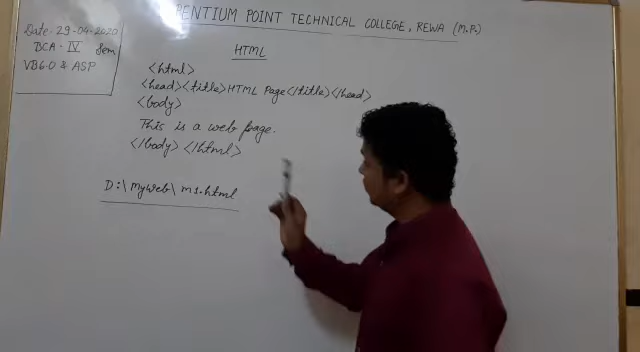 PENTIUM POINT TECHNICAL COLLEGE, REWA (M.P.)
Date: 29-04-2020
BCA - IV Sem
VB6.0 & ASP
HTML
<html>
<head><title>HTML Page</title></head>
<body>
This is a web page.
</body> </html>
D:\ Myweb\ m1.html